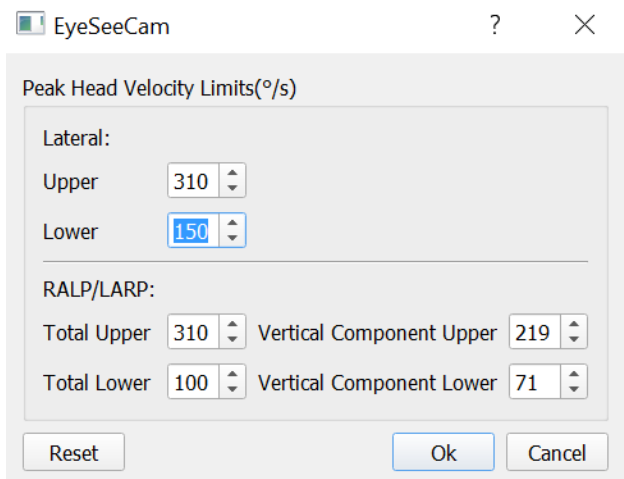 EyeSeeCam ?
Peak Head Velocity Limits(°/s)
Lateral:
Upper 310
Lower 150
RALP/LARP:
Total Upper 310 Vertical Component Upper 219
Total Lower 100 Vertical Component Lower 71
Reset Ok Cancel